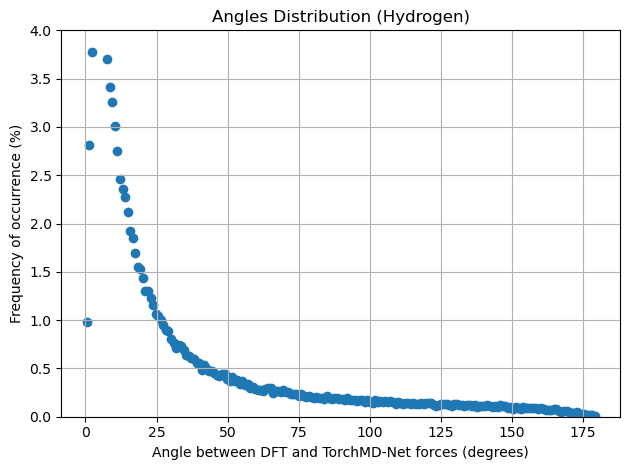 Angles Distribution (Hydrogen)
4.0
3.5
3.0
2.5
2.0
1.5
1.0
0.5
0.0
Frequency of occurrence (%)
0 25 50 75 100 125 150 175
Angle between DFT and TorchMD-Net forces (degrees)